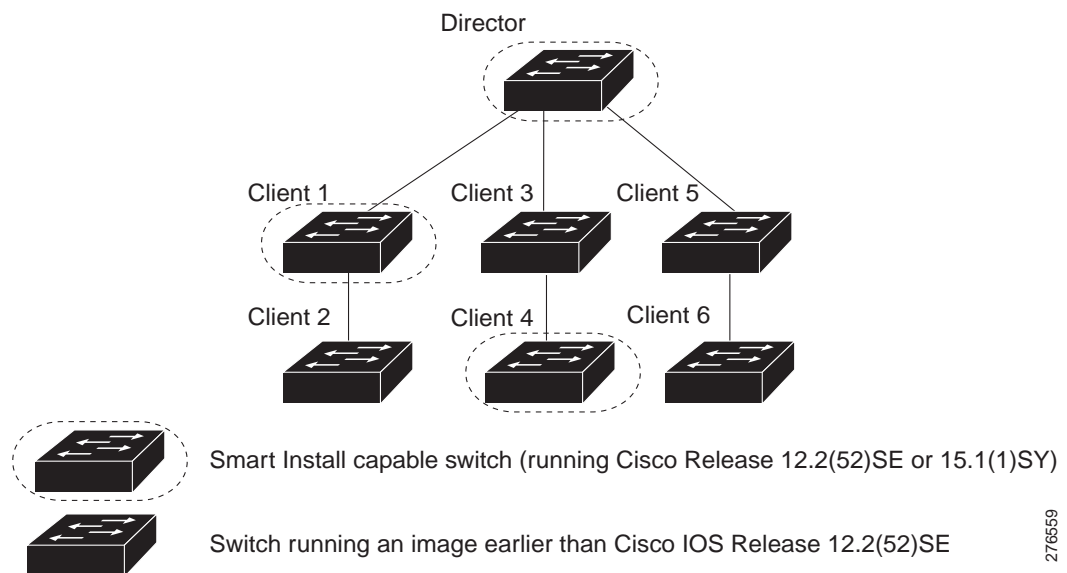 Director
Client 1
Client 3
Client 5
Client 2
Client 4
Client 6
Smart Install capable switch (running Cisco Release 12.2(52)SE or 15.1(1)SY)
Switch running an image earlier than Cisco IOS Release 12.2(52)SE
276559